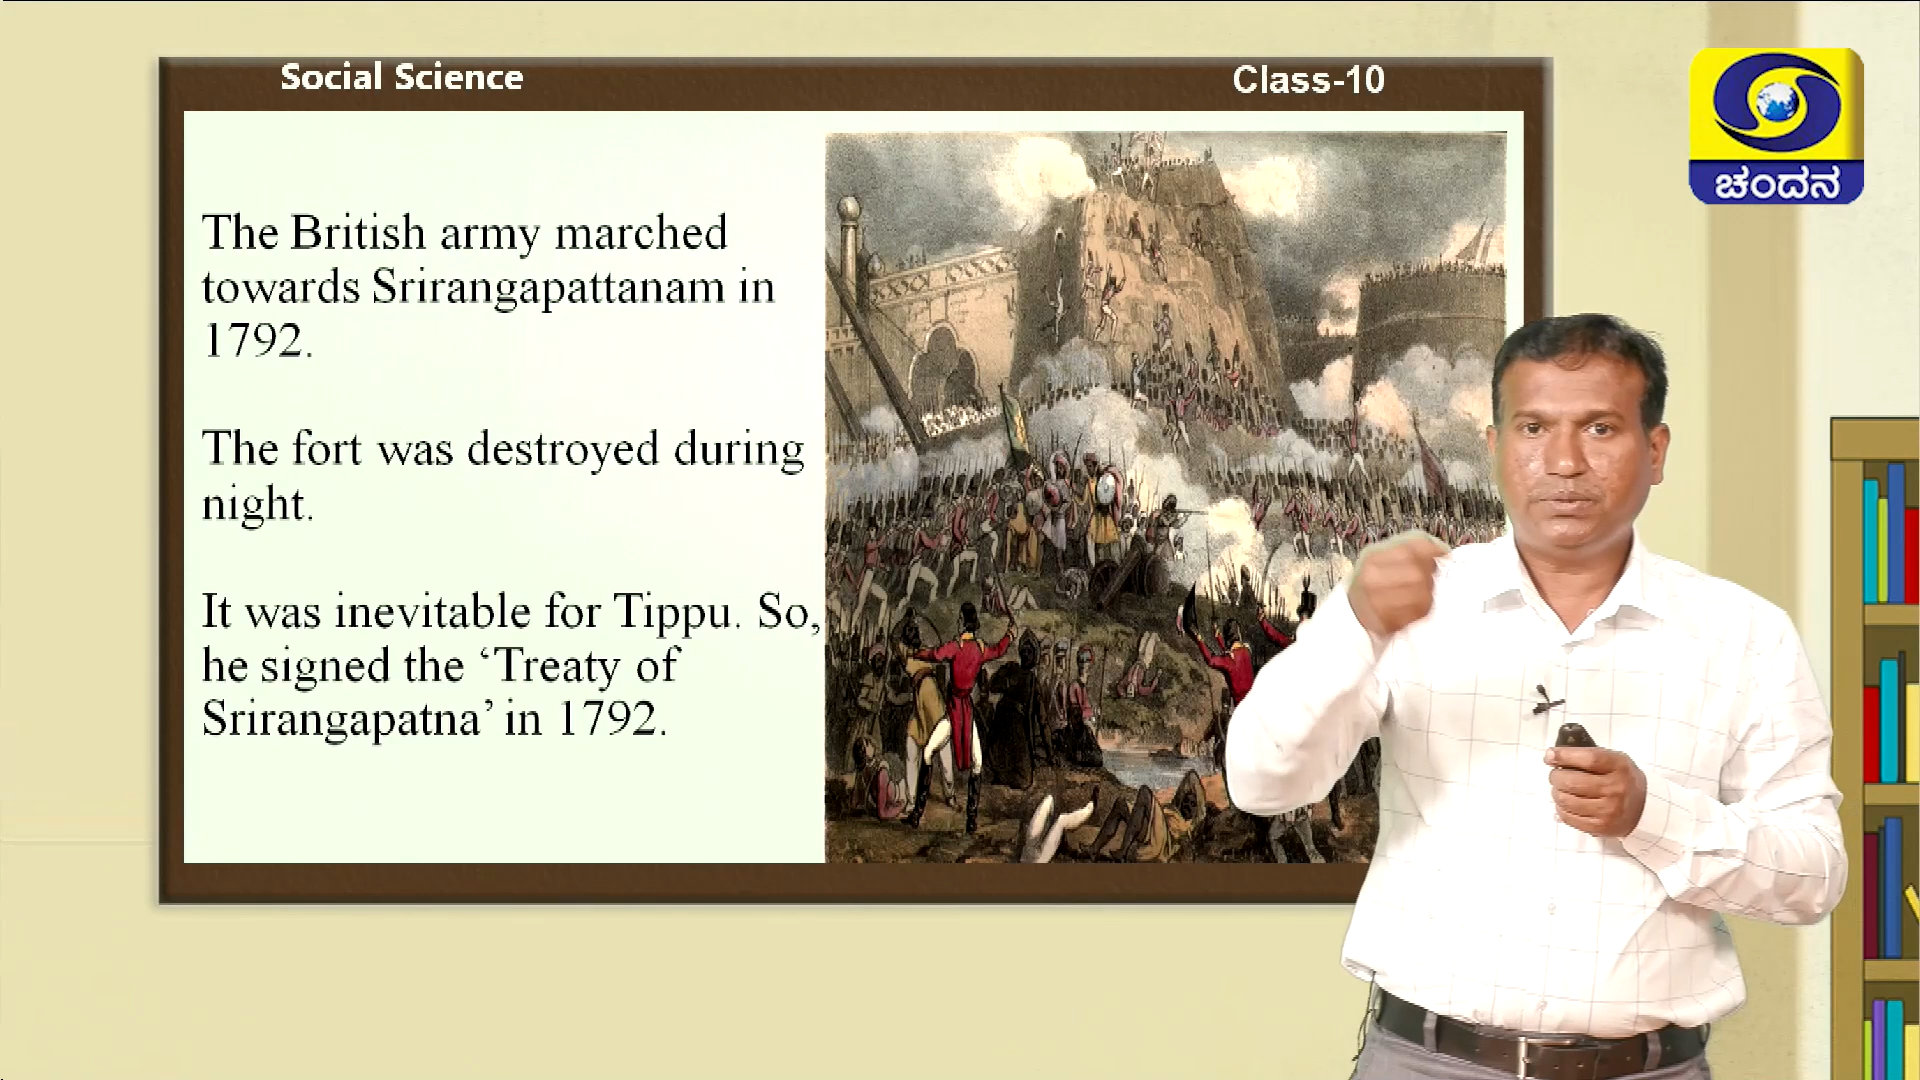 Social Science
Class-10
ಚಂದನ
The British army marched
towards Srirangapattanam in
1792.
The fort was destroyed during
night.
It was inevitable for Tippu. So,
he signed the ‘Treaty of
Srirangapatna’ in 1792.